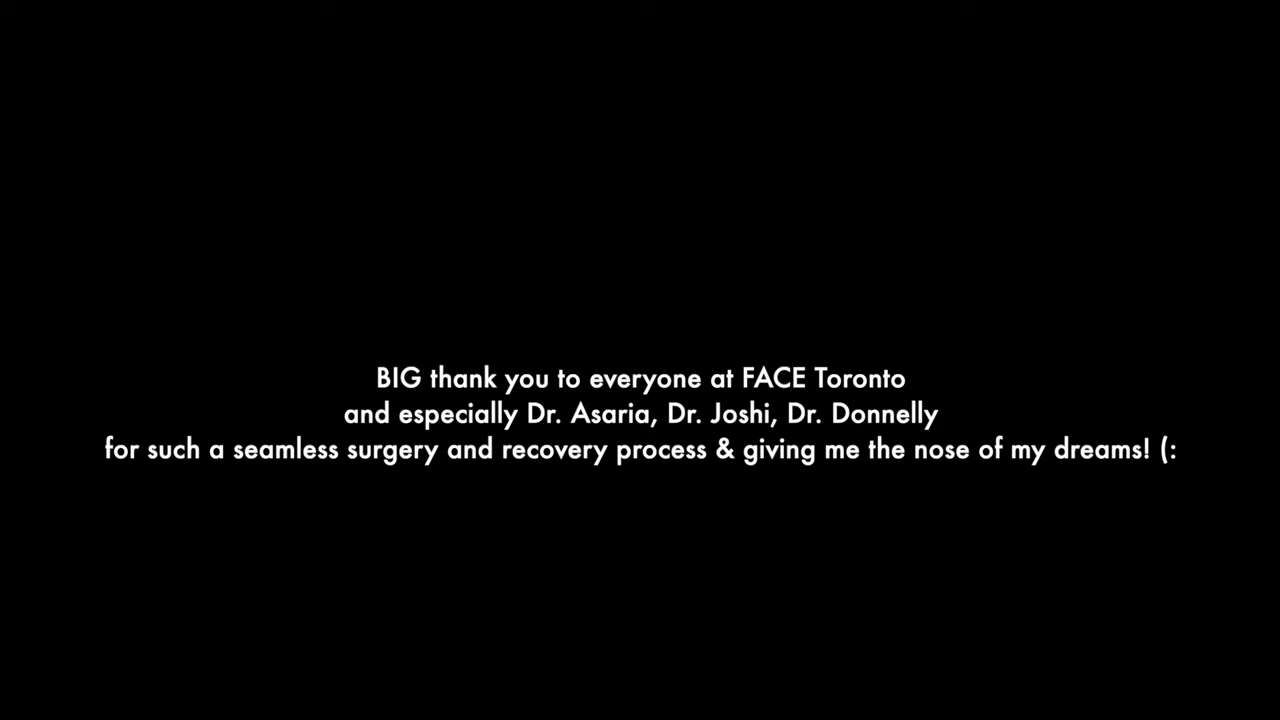 BIG thank you to everyone at FACE Toronto
and especially Dr. Asaria, Dr. Joshi, Dr. Donnelly
for such a seamless surgery and recovery process & giving me the nose of my dreams! (: